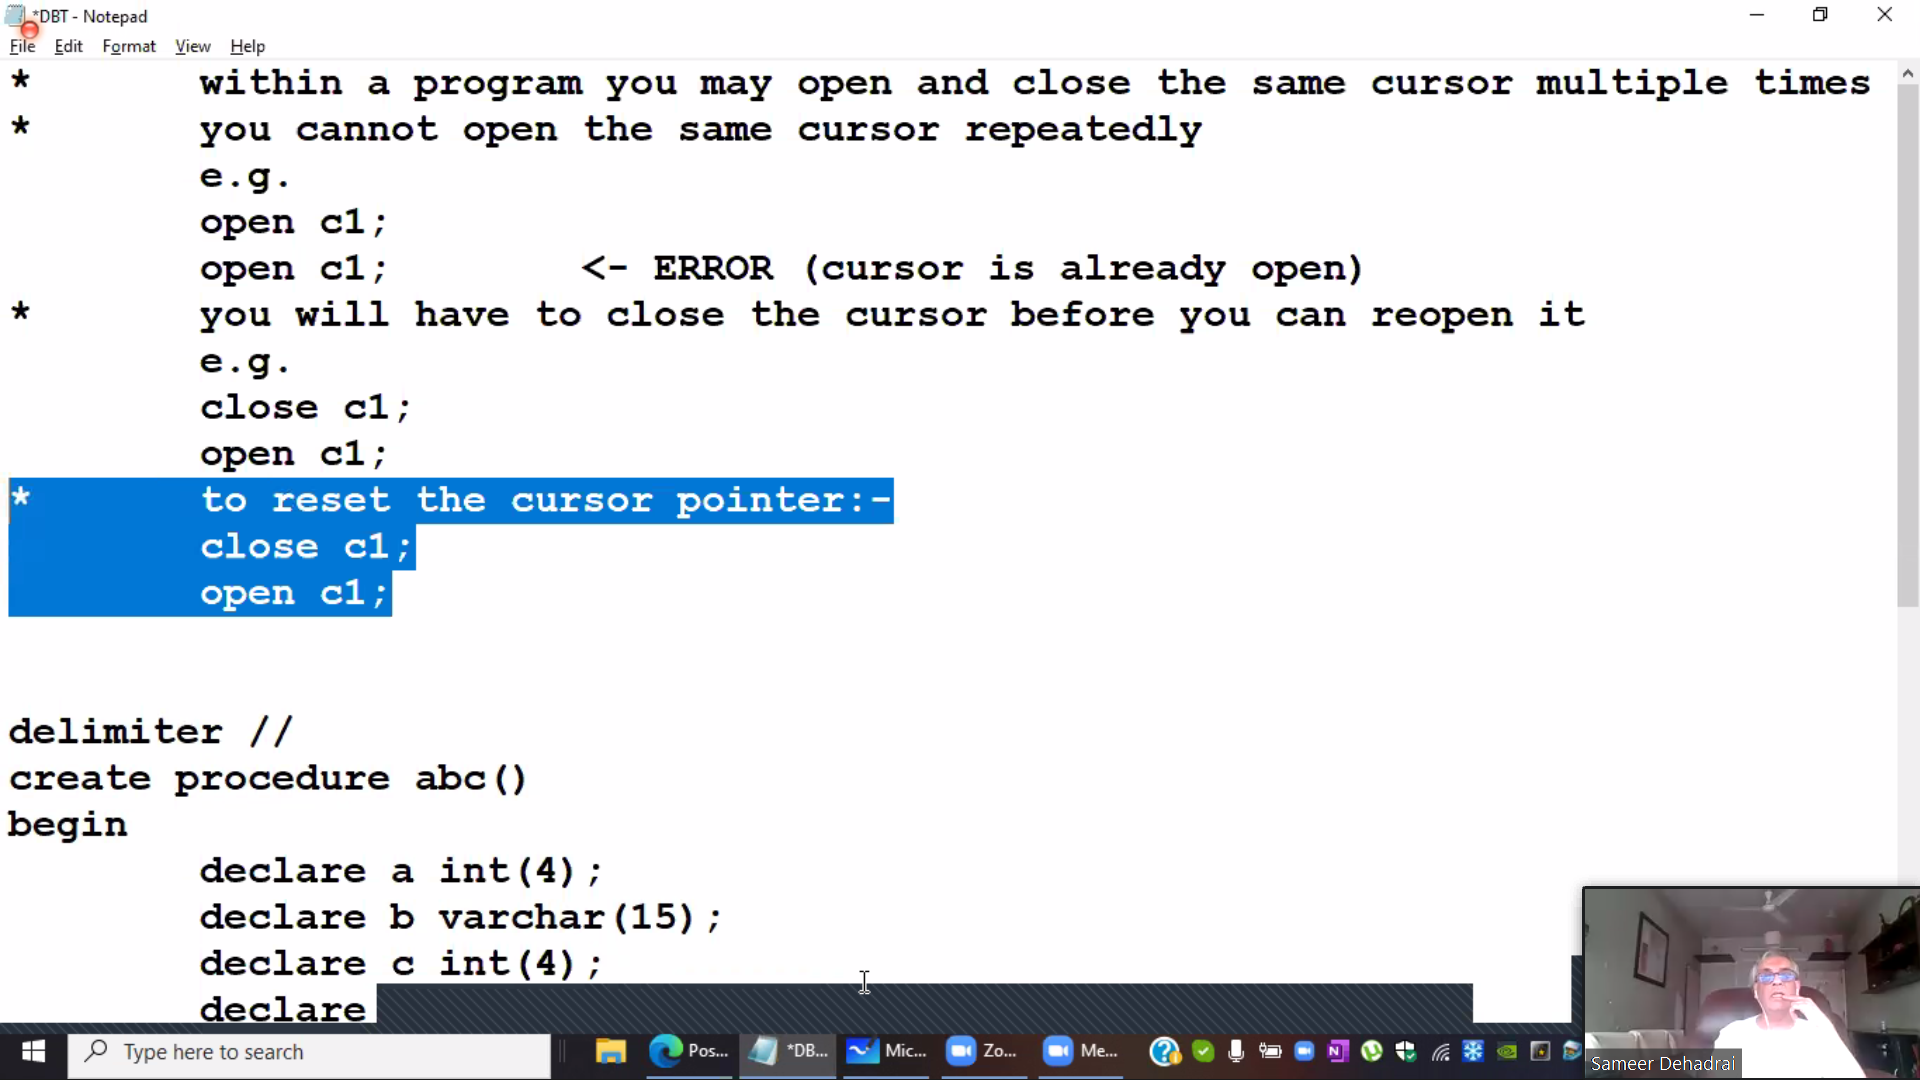 *DBT - Notepad
File Edit Format View Help
* within a program you may open and close the same cursor multiple times
* you cannot open the same cursor repeatedly
e.g.
open c1;
open c1; <- ERROR (cursor is already open)
* you will have to close the cursor before you can reopen it
e.g.
close c1;
open c1;
* to reset the cursor pointer:-
close c1;
open c1;
delimiter //
create procedure abc()
begin
declare a int(4);
declare b varchar(15);
declare c int(4);
declare
Type here to search
Pos...
*DB...
Mic...
Zo...
Me...
Sameer Dehadrai